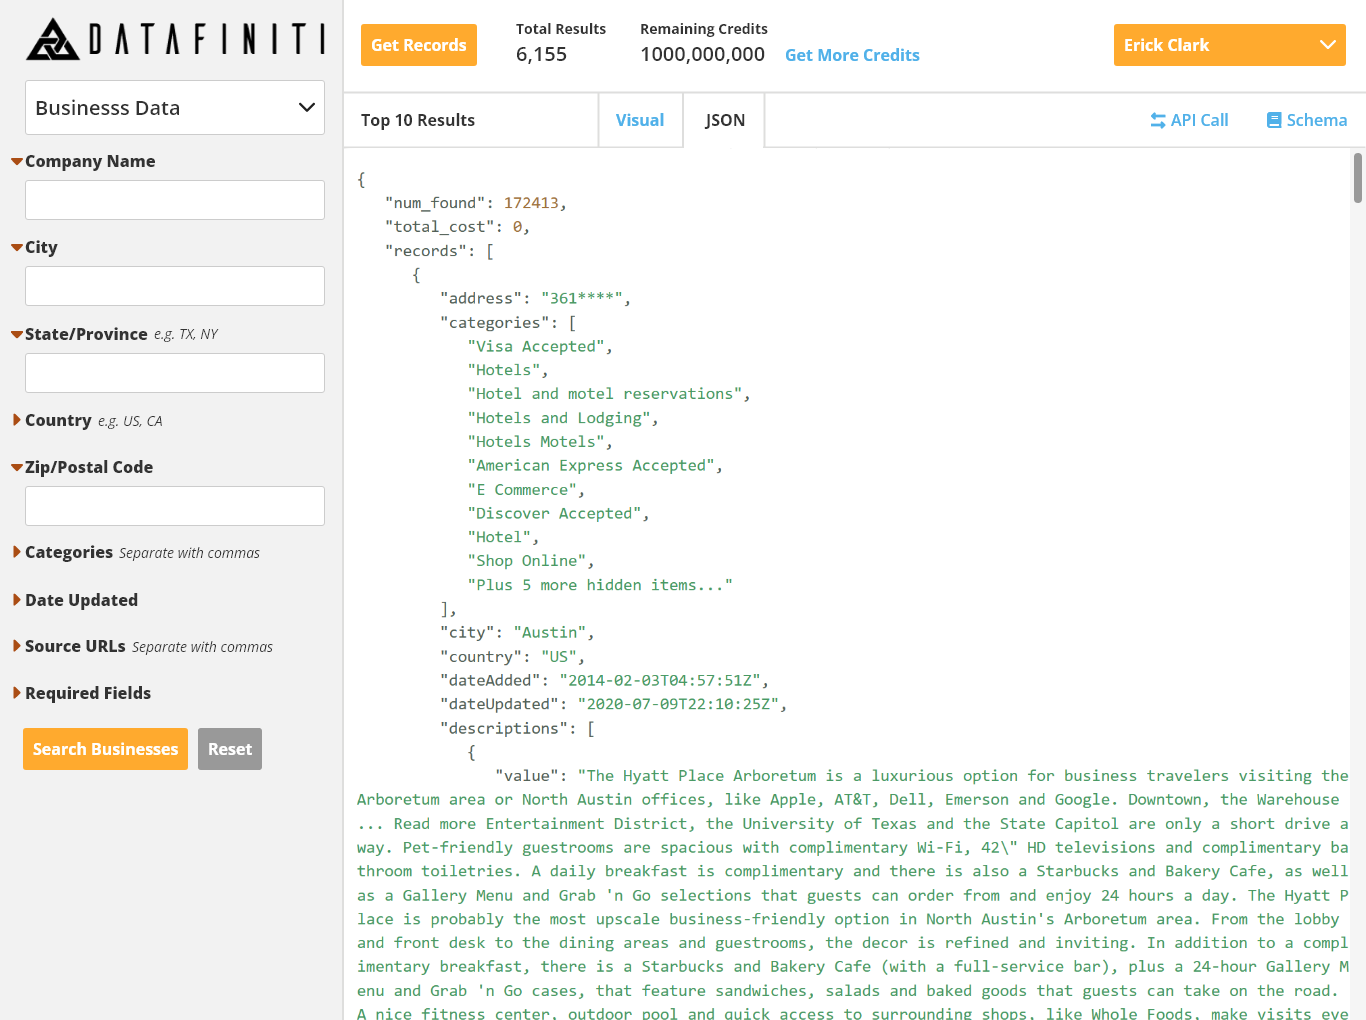 DATAFINITI
Get Records
Total Results
6,155
Remaining Credits
1000,000,000
Get More Credits
Erick Clark
Businesss Data
Top 10 Results
Visual
JSON
API Call
Schema
Company Name
City
State/Province e.g. TX, NY
Country e.g. US, CA
Zip/Postal Code
Categories Separate with commas
Date Updated
Source URLs Separate with commas
Required Fields
Search Businesses
Reset
{
"num_found": 172413,
"total_cost": 0,
"records": [
{
"address": "361****",
"categories": [
"Visa Accepted",
"Hotels",
"Hotel and motel reservations",
"Hotels and Lodging",
"Hotels Motels",
"American Express Accepted",
"E Commerce",
"Discover Accepted",
"Hotel",
"Shop Online",
"Plus 5 more hidden items..."
],
"city": "Austin",
"country": "US",
"dateAdded": "2014-02-03T04:57:51Z",
"dateUpdated": "2020-07-09T22:10:25Z",
"descriptions": [
{
"value": "The Hyatt Place Arboretum is a luxurious option for business travelers visiting the
Arboretum area or North Austin offices, like Apple, AT&T, Dell, Emerson and Google. Downtown, the Warehouse
... Read more Entertainment District, the University of Texas and the State Capitol are only a short drive a
way. Pet-friendly guestrooms are spacious with complimentary Wi-Fi, 42\" HD televisions and complimentary ba
throom toiletries. A daily breakfast is complimentary and there is also a Starbucks and Bakery Cafe, as well
as a Gallery Menu and Grab 'n Go selections that guests can order from and enjoy 24 hours a day. The Hyatt P
lace is probably the most upscale business-friendly option in North Austin's Arboretum area. From the lobby
and front desk to the dining areas and guestrooms, the decor is refined and inviting. In addition to a compl
imentary breakfast, there is a Starbucks and Bakery Cafe (with a full-service bar), plus a 24-hour Gallery M
enu and Grab 'n Go cases, that feature sandwiches, salads and baked goods that guests can take on the road.
A nice fitness center, outdoor pool and quick access to surrounding shops, like Whole Foods, make visits eve